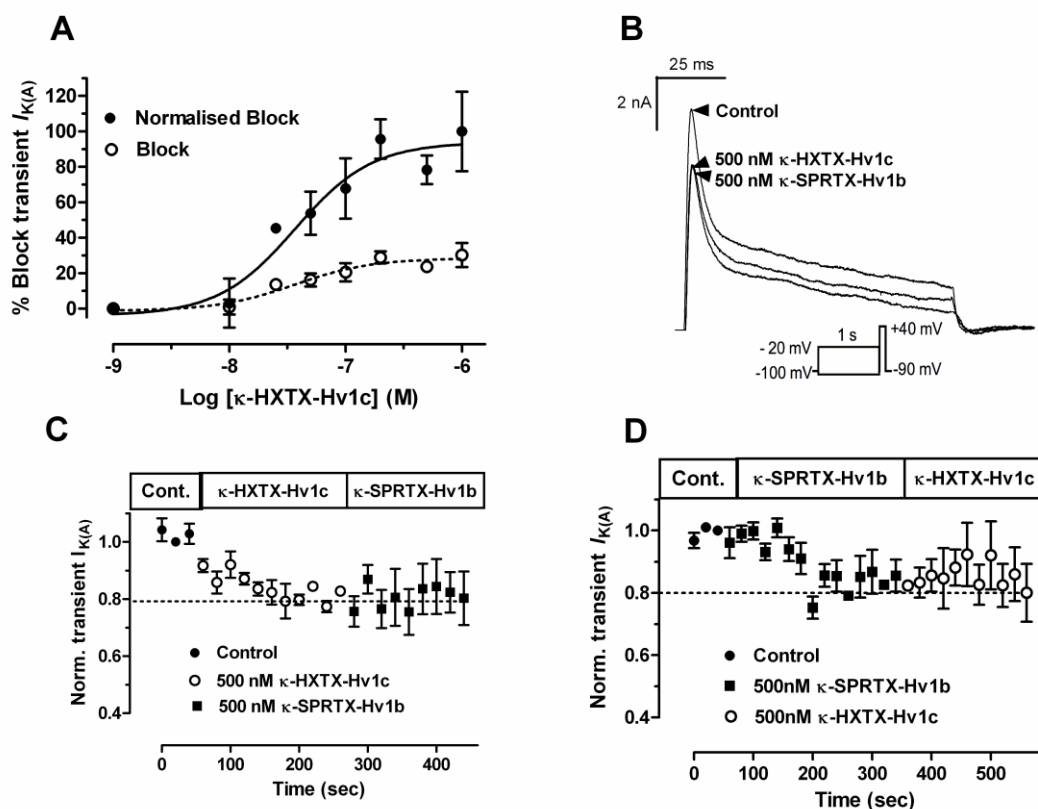 A
120
100
80
60
40
20
0
% Block transient I K(A)
Normalised Block
Block
-9
-8
-7
-6
Log [κ-HXTX-Hv1c] (M)
B
25 ms
2 nA
Control
500 nM κ-HXTX-Hv1c
500 nM κ-SPRTX-Hv1b
1 s
+40 mV
- 20 mV
-100 mV
-90 mV
C
Cont.
κ-HXTX-Hv1c
κ-SPRTX-Hv1b
1.0
0.8
0.6
0.4
Norm. transient I K(A)
Control
500 nM κ-HXTX-Hv1c
500 nM κ-SPRTX-Hv1b
0
100
200
300
400
Time (sec)
D
Cont.
κ-SPRTX-Hv1b
κ-HXTX-Hv1c
1.0
0.8
0.6
0.4
Norm. transient I K(A)
Control
500nM κ-SPRTX-Hv1b
500nM κ-HXTX-Hv1c
0
100
200
300
400
500
Time (sec)